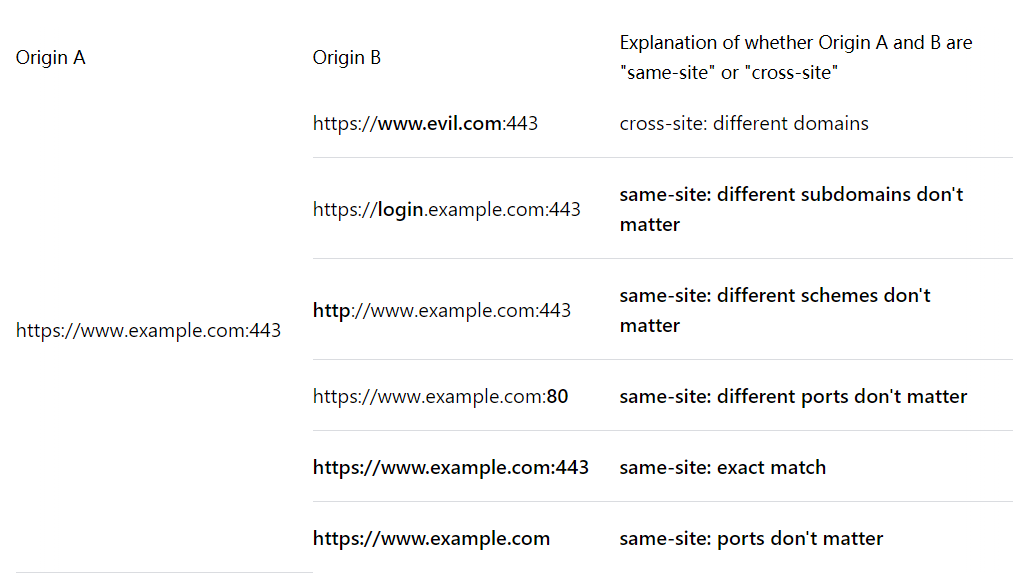 Origin A
Origin B
Explanation of whether Origin A and B are
"same-site" or "cross-site"
https://www.example.com:443
https://www.evil.com:443
cross-site: different domains
https://login.example.com:443
same-site: different subdomains don't
matter
http://www.example.com:443
same-site: different schemes don't
matter
https://www.example.com:80
same-site: different ports don't matter
https://www.example.com:443
same-site: exact match
https://www.example.com
same-site: ports don't matter